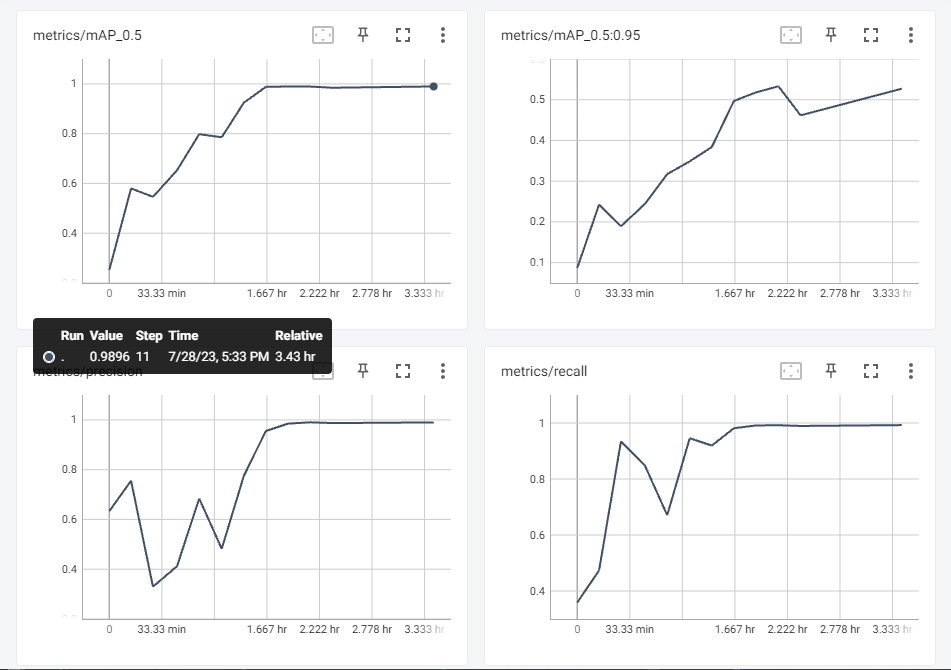 metrics/mAP_0.5
1
0.8
0.6
0.4
0.2
0 33.33 min 1.667 hr 2.222 hr 2.778 hr 3.333 hr
metrics/mAP_0.5:0.95
0.6
0.5
0.4
0.3
0.2
0.1
0 33.33 min 1.667 hr 2.222 hr 2.778 hr 3.333 hr
Run Value Step Time Relative
. 0.9896 11 7/28/23, 5:33 PM 3.43 hr
metrics/precision
1
0.8
0.6
0.4
0.2
0 33.33 min 1.667 hr 2.222 hr 2.778 hr 3.333 hr
metrics/recall
1
0.8
0.6
0.4
0 33.33 min 1.667 hr 2.222 hr 2.778 hr 3.333 hr